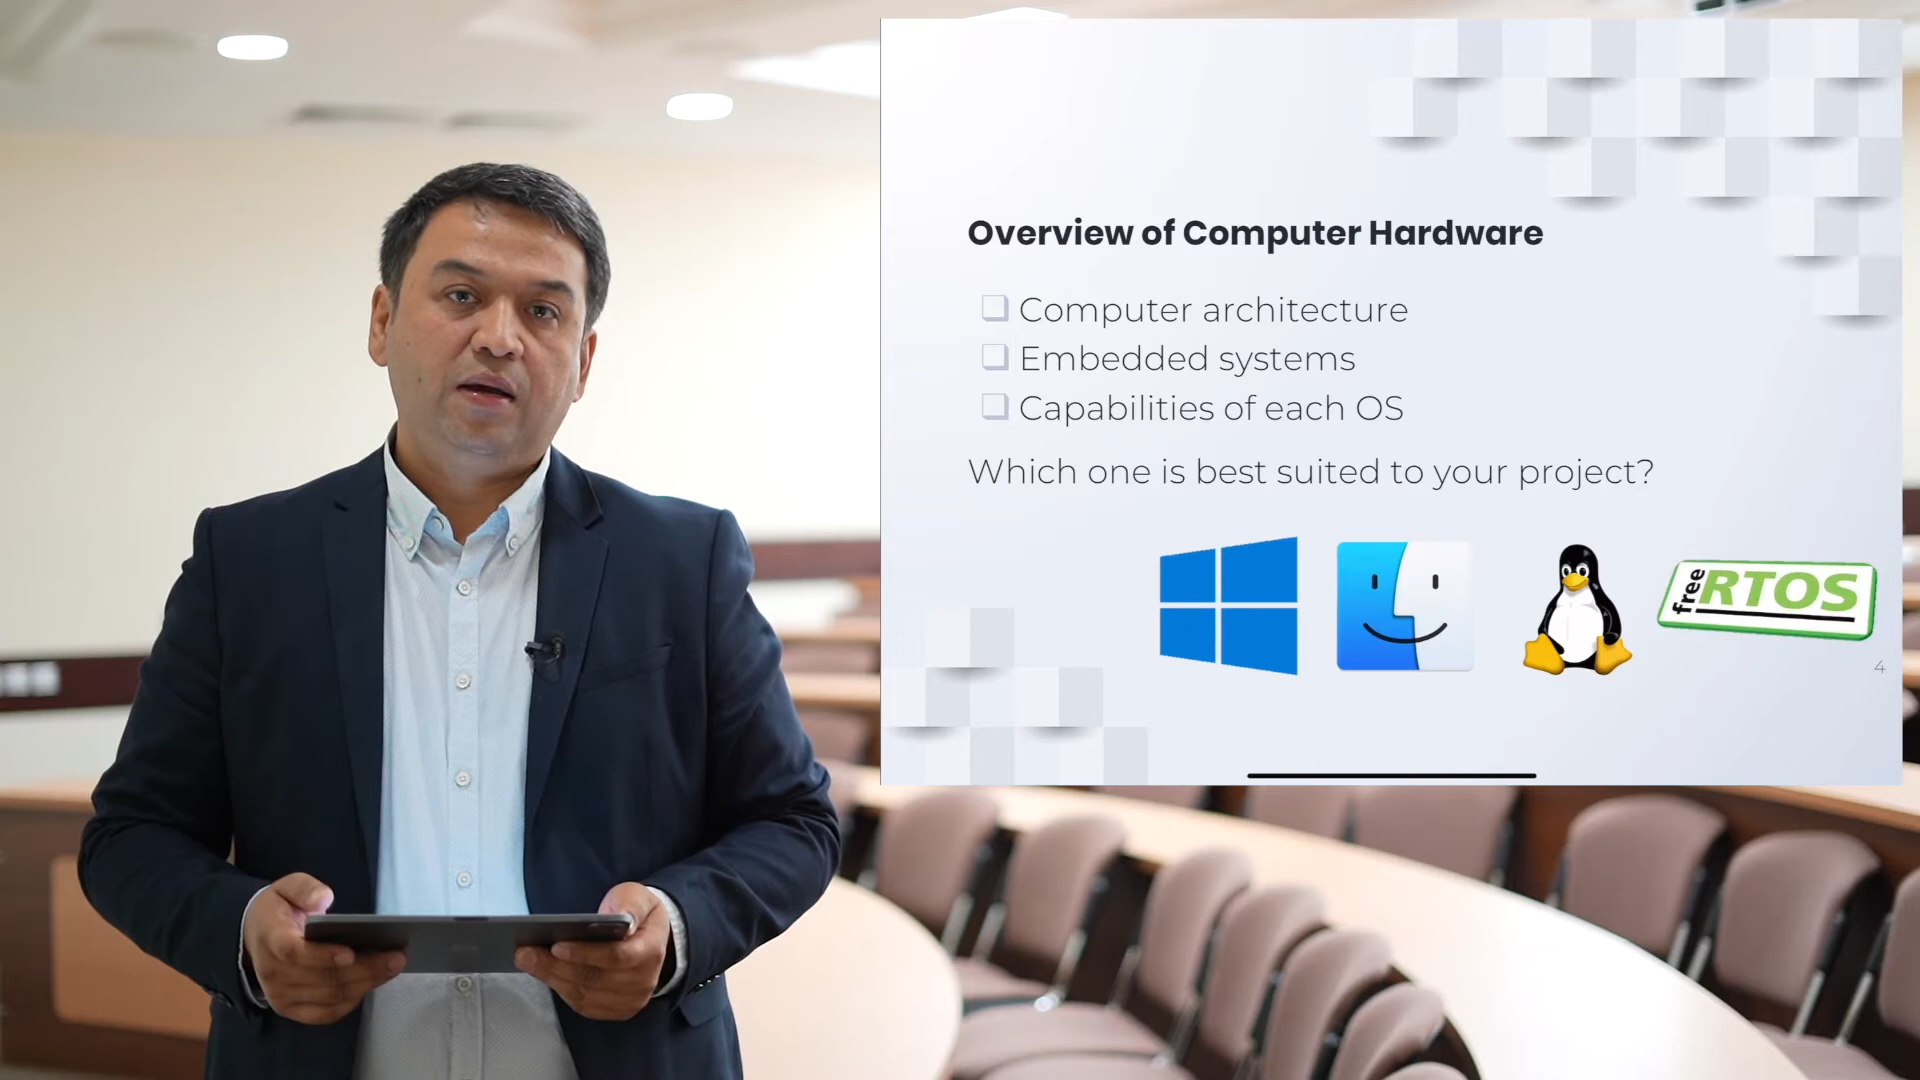 Overview of Computer Hardware
Computer architecture
Embedded systems
Capabilities of each OS
Which one is best suited to your project?
free RTOS
4